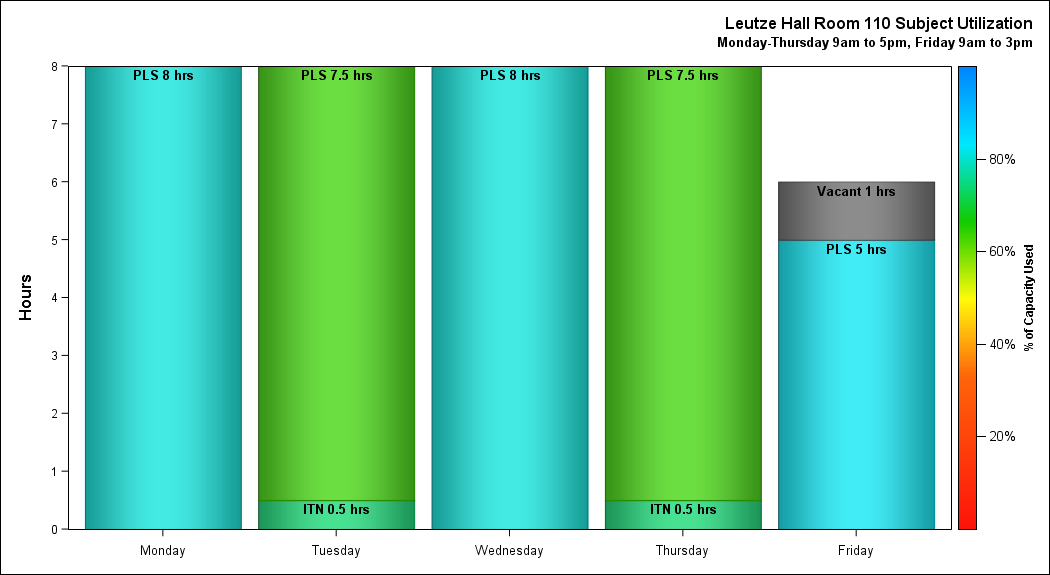 Leutze Hall Room 110 Subject Utilization
Monday-Thursday 9am to 5pm, Friday 9am to 3pm
Hours
8
7
6
5
4
3
2
1
0
PLS 8 hrs
PLS 7.5 hrs
ITN 0.5 hrs
PLS 8 hrs
PLS 7.5 hrs
ITN 0.5 hrs
Vacant 1 hrs
PLS 5 hrs
Monday
Tuesday
Wednesday
Thursday
Friday
80%
60%
40%
20%
% of Capacity Used